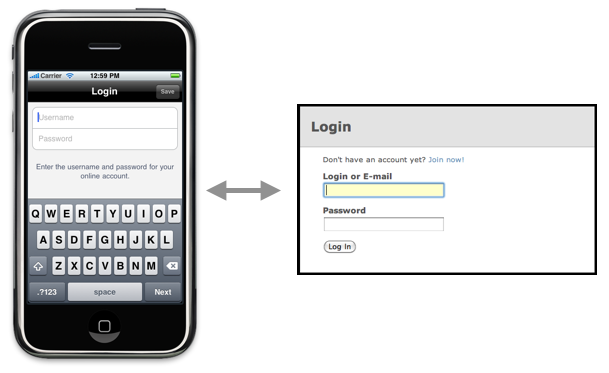 Carrier 12:59 PM
Login Save
Username
Password
Enter the username and password for your
online account.
Q W E R T Y U I O P
A S D F G H J K L
Z X C V B N M
.?123 space Next
Login
Don't have an account yet? Join now!
Login or E-mail
Password
Log In